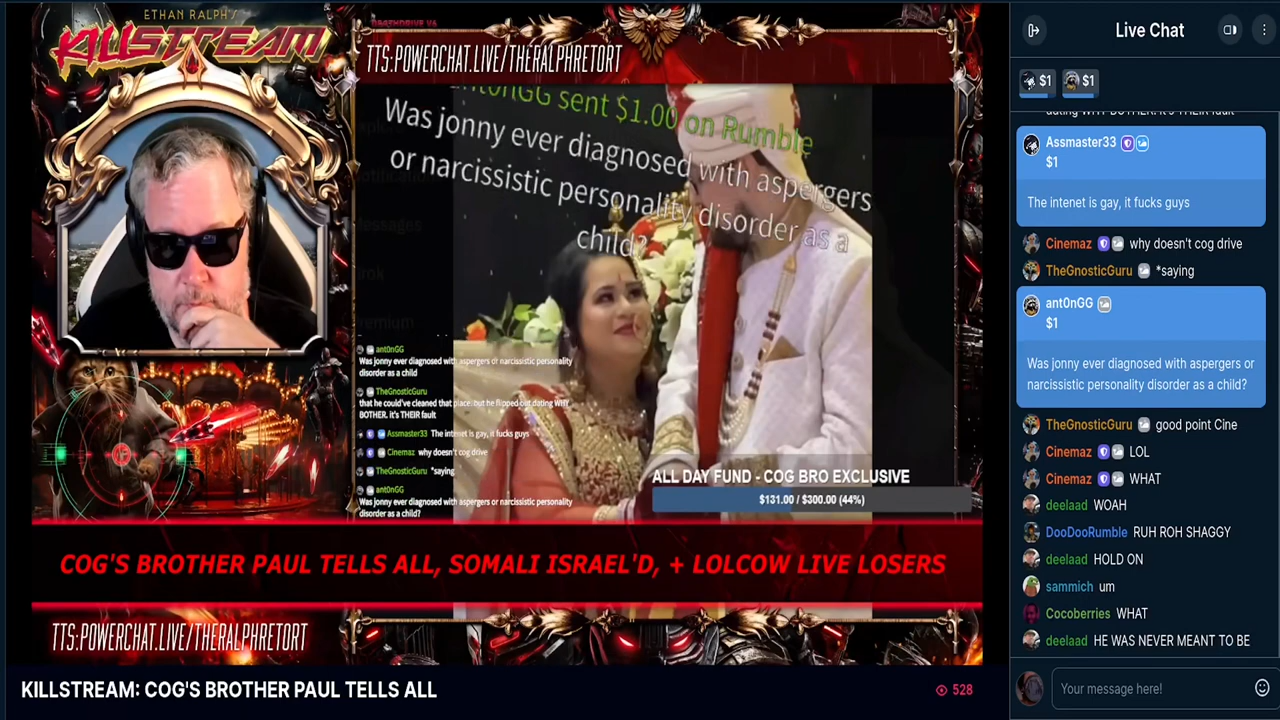 ETHAN RALPH'S
KILLSTREAM
TTS:POWERCHAT.LIVE/THERALPHRETORT
ant0nGG sent $1.00 on Rumble
Was jonny ever diagnosed with aspergers
or narcissistic personality disorder as a
child?
ant0nGG
Was jonny ever diagnosed with aspergers or narcissistic personality
disorder as a child
TheGnosticGuru
that he could've cleaned that place, but he flipped out dating WHY
BOTHER. it's THEIR fault
Assmaster33 The intenet is gay, it fucks guys
Cinemaz why doesn't cog drive
TheGnosticGuru *saying
ant0nGG
Was jonny ever diagnosed with aspergers or narcissistic personality
disorder as a child?
ALL DAY FUND - COG BRO EXCLUSIVE
$131.00 / $300.00 (44%)
COG'S BROTHER PAUL TELLS ALL, SOMALI ISRAEL'D, + LOLCOW LIVE LOSERS
TTS:POWERCHAT.LIVE/THERALPHRETORT
KILLSTREAM: COG'S BROTHER PAUL TELLS ALL
528
Live Chat
$1
$1
Assmaster33
$1
The intenet is gay, it fucks guys
Cinemaz why doesn't cog drive
TheGnosticGuru *saying
ant0nGG
$1
Was jonny ever diagnosed with aspergers or
narcissistic personality disorder as a child?
TheGnosticGuru good point CIne
Cinemaz LOL
Cinemaz WHAT
deelaad WOAH
DooDooRumble RUH ROH SHAGGY
deelaad HOLD ON
sammich um
Cocoberries WHAT
deelaad HE WAS NEVER MEANT TO BE
Your message here!